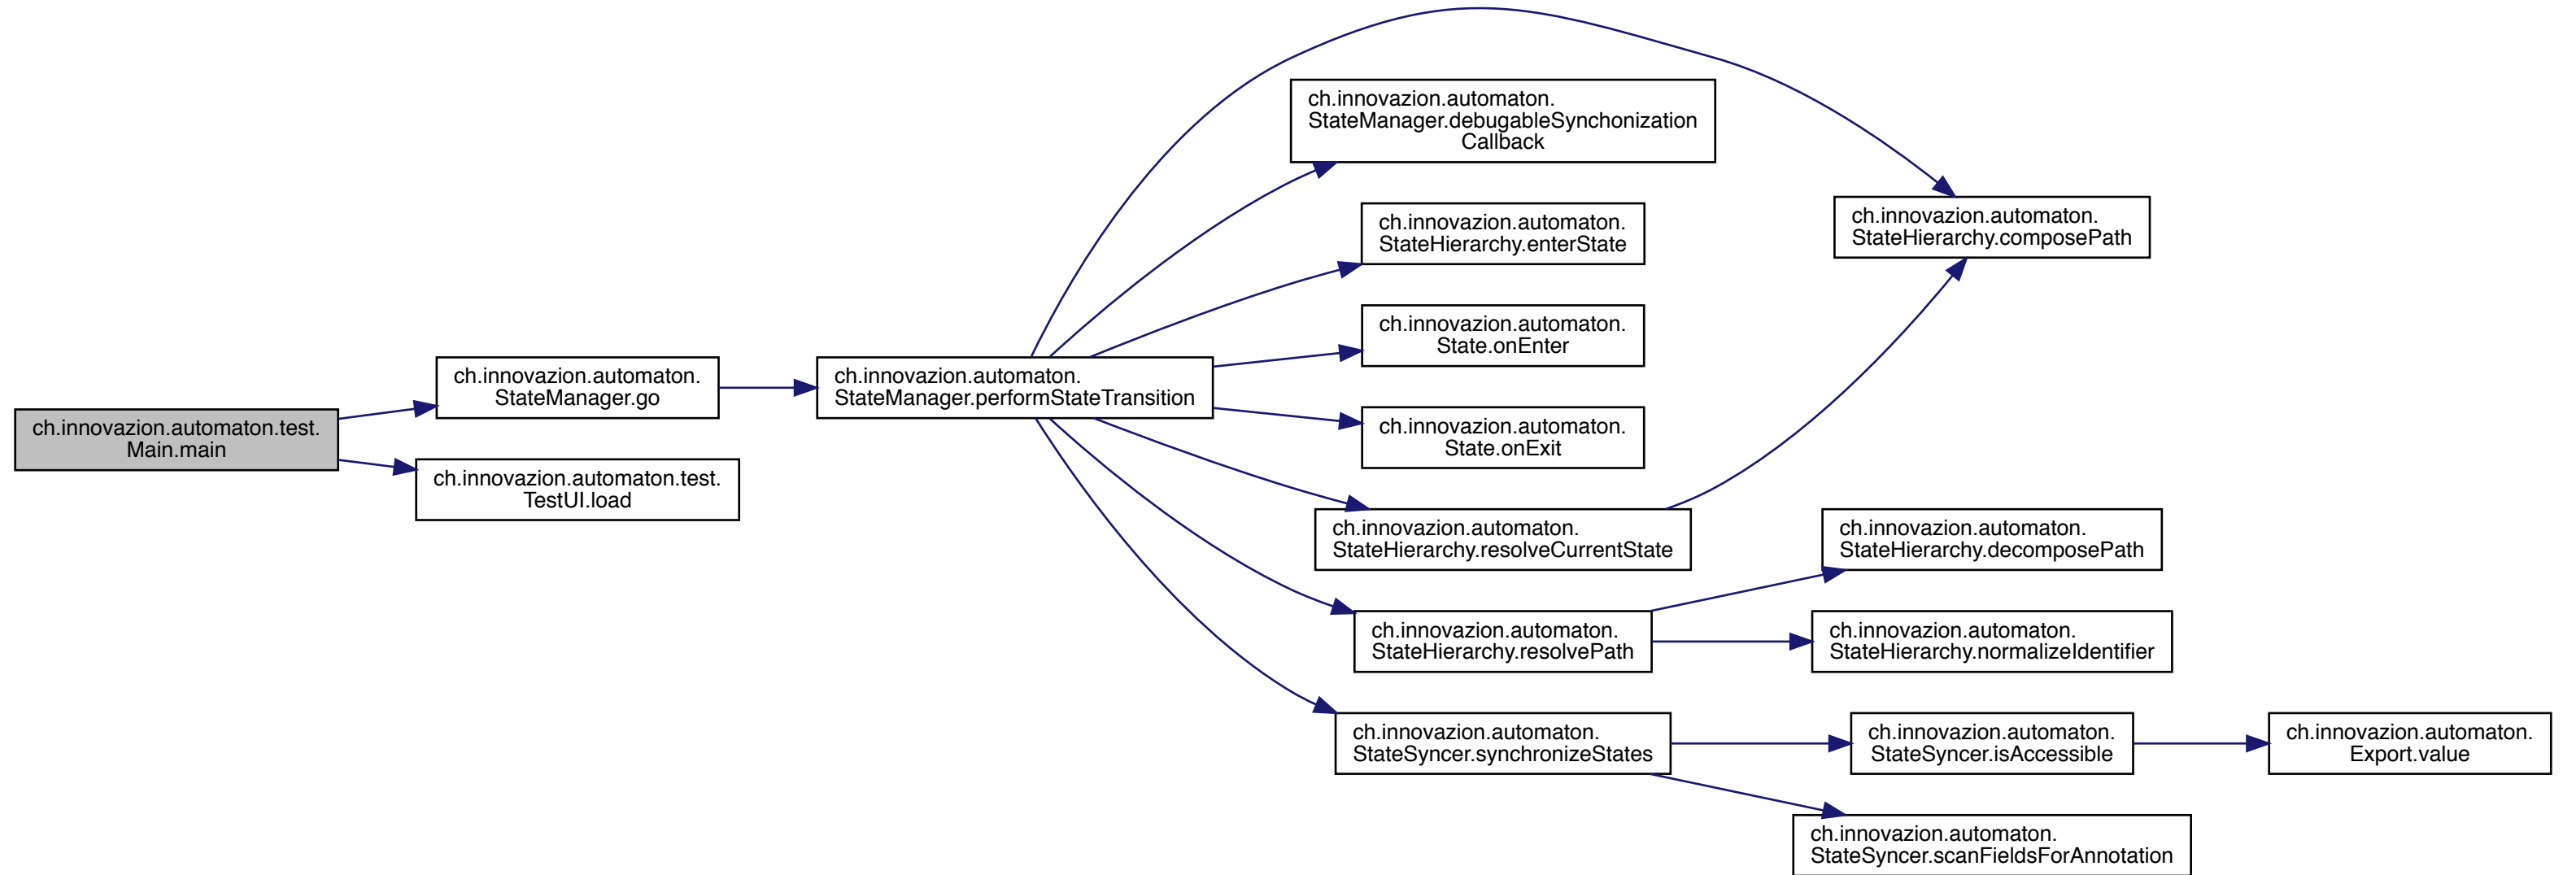 ch.innovazion.automaton.test.
Main.main
ch.innovazion.automaton.
StateManager.go
ch.innovazion.automaton.test.
TestUI.load
ch.innovazion.automaton.
StateManager.performStateTransition
ch.innovazion.automaton.
StateManager.debugableSynchonization
Callback
ch.innovazion.automaton.
StateHierarchy.enterState
ch.innovazion.automaton.
State.onEnter
ch.innovazion.automaton.
State.onExit
ch.innovazion.automaton.
StateHierarchy.resolveCurrentState
ch.innovazion.automaton.
StateHierarchy.resolvePath
ch.innovazion.automaton.
StateSyncer.synchronizeStates
ch.innovazion.automaton.
StateHierarchy.composePath
ch.innovazion.automaton.
StateHierarchy.decomposePath
ch.innovazion.automaton.
StateHierarchy.normalizeIdentifier
ch.innovazion.automaton.
StateSyncer.isAccessible
ch.innovazion.automaton.
StateSyncer.scanFieldsForAnnotation
ch.innovazion.automaton.
Export.value